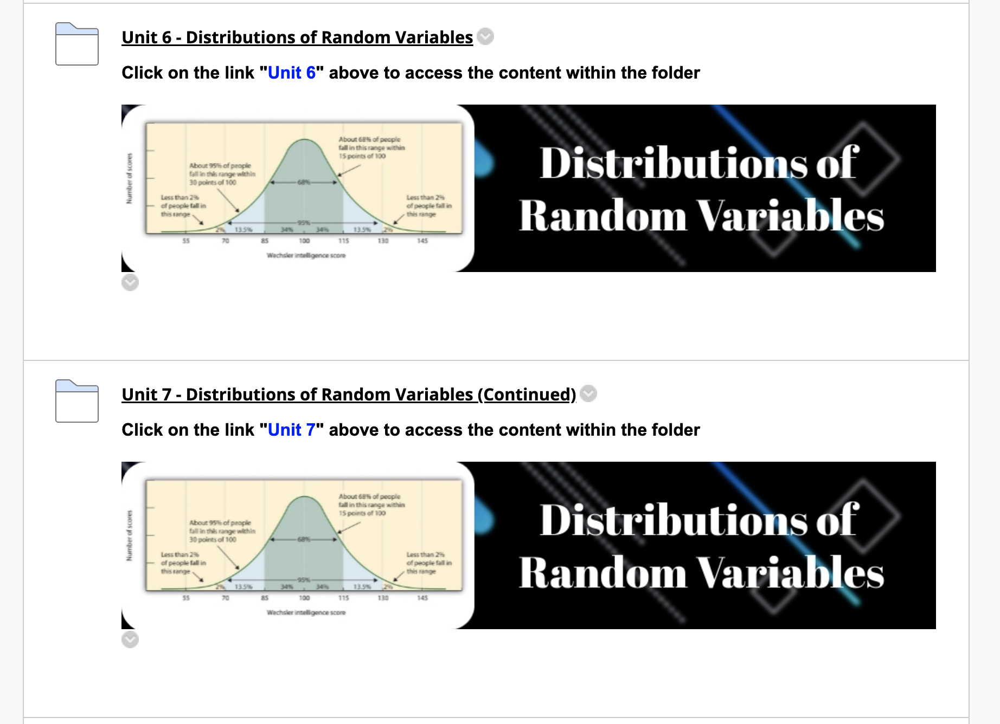 Unit 6 - Distributions of Random Variables
Click on the link "Unit 6" above to access the content within the folder
Number of scores
About 68% of people
fall in this range within
15 points of 100
About 95% of people
fall in this range within
30 points of 100
68%
Less than 2%
of people fall in
this range
Less than 2%
of people fall in
this range
95%
2% 13.5% 34% 34% 13.5% 2%
55 70 85 100 115 130 145
Wechsler intelligence score
Distributions of
Random Variables
Unit 7 - Distributions of Random Variables (Continued)
Click on the link "Unit 7" above to access the content within the folder
Number of scores
About 68% of people
fall in this range within
15 points of 100
About 95% of people
fall in this range within
30 points of 100
68%
Less than 2%
of people fall in
this range
Less than 2%
of people fall in
this range
95%
2% 13.5% 34% 34% 13.5% 2%
55 70 85 100 115 130 145
Wechsler intelligence score
Distributions of
Random Variables